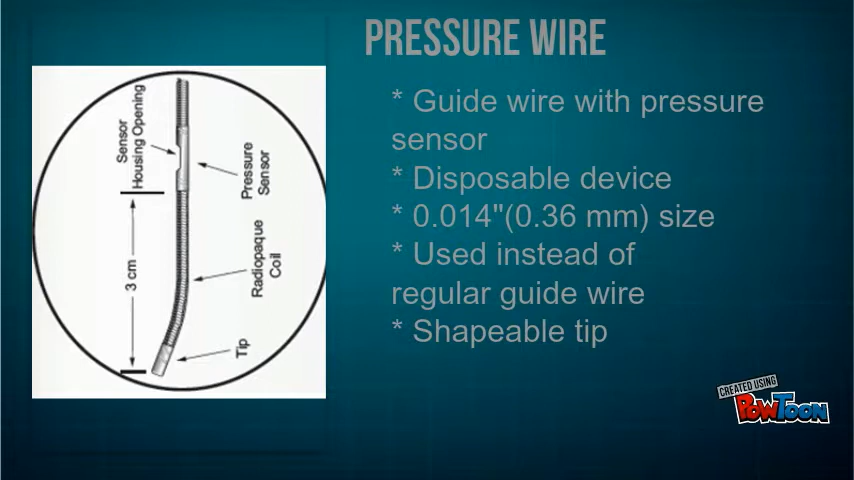 PRESSURE WIRE
* Guide wire with pressure
sensor
* Disposable device
* 0.014"(0.36 mm) size
* Used instead of
regular guide wire
* Shapeable tip
Sensor
Housing Opening
Pressure
Sensor
3 cm
Radiopaque
Coil
Tip
CREATED USING
POWTOON